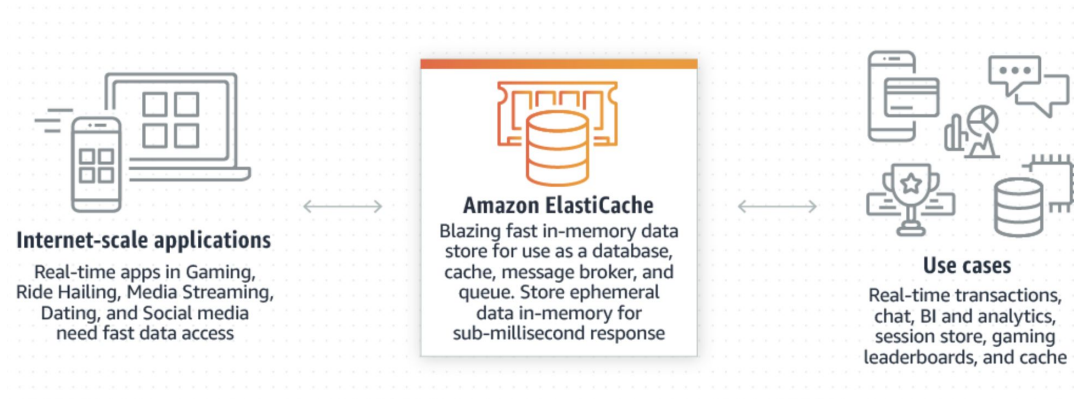 Internet-scale applications
Real-time apps in Gaming,
Ride Hailing, Media Streaming,
Dating, and Social media
need fast data access
Amazon ElastiCache
Blazing fast in-memory data
store for use as a database,
cache, message broker, and
queue. Store ephemeral
data in-memory for
sub-millisecond response
Use cases
Real-time transactions,
chat, BI and analytics,
session store, gaming
leaderboards, and cache